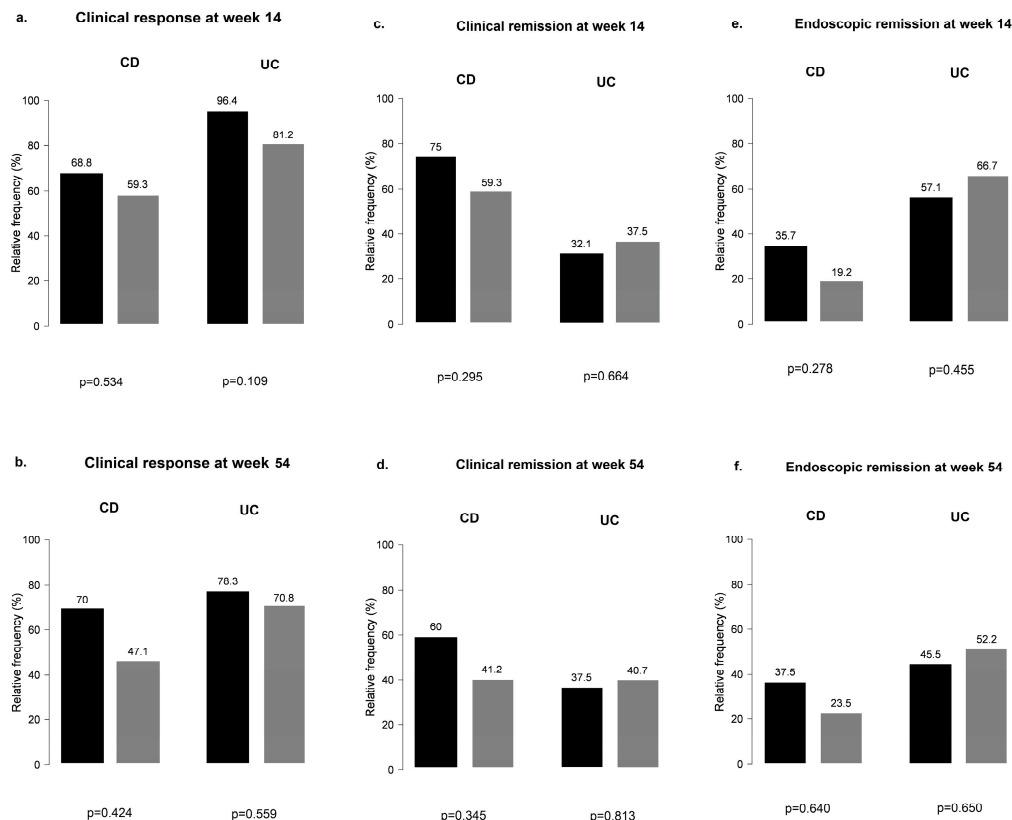 a. Clinical response at week 14
CD UC
Relative frequency (%)
100
80
60
40
20
0
68.8
59.3
96.4
81.2
p=0.534 p=0.109
c. Clinical remission at week 14
CD UC
Relative frequency (%)
100
80
60
40
20
0
75
59.3
32.1
37.5
p=0.295 p=0.664
e. Endoscopic remission at week 14
CD UC
Relative frequency (%)
100
80
60
40
20
0
35.7
19.2
57.1
66.7
p=0.278 p=0.455
b. Clinical response at week 54
CD UC
Relative frequency (%)
100
80
60
40
20
0
70
47.1
78.3
70.8
p=0.424 p=0.559
d. Clinical remission at week 54
CD UC
Relative frequency (%)
100
80
60
40
20
0
60
41.2
37.5
40.7
p=0.345 p=0.813
f. Endoscopic remission at week 54
CD UC
Relative frequency (%)
100
80
60
40
20
0
37.5
23.5
45.5
52.2
p=0.640 p=0.650